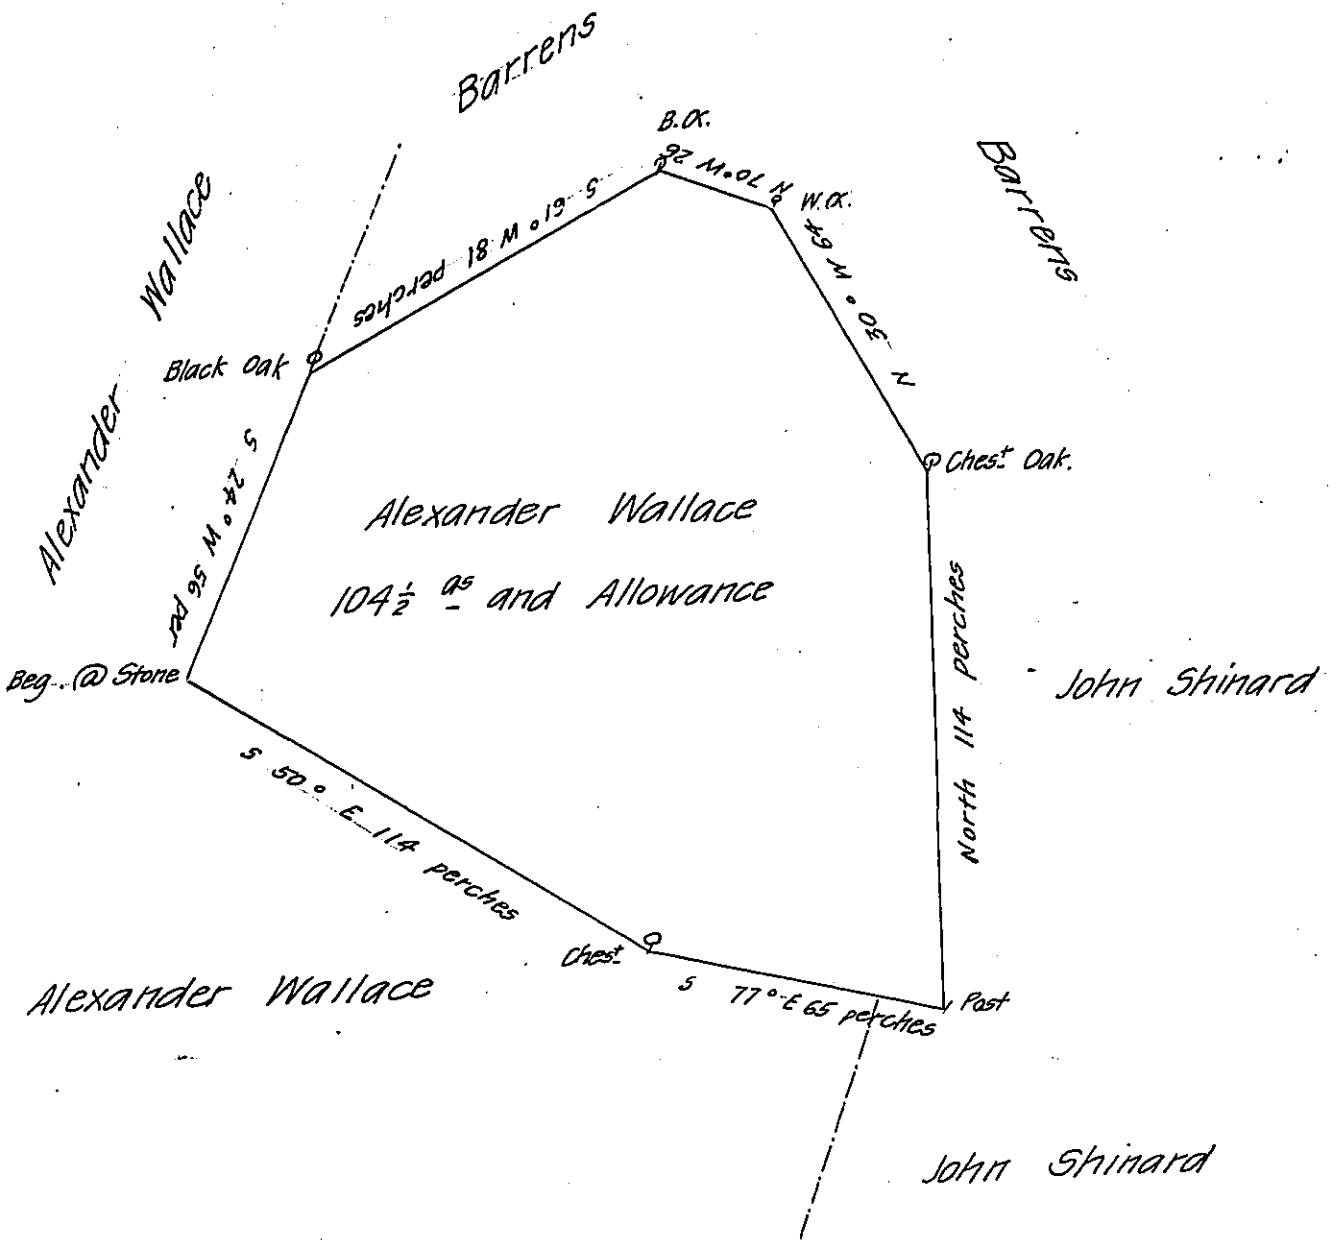 Barrens
B.O.
N 70° W 26
W.O.
Barrens
Alexander Wallace
S 61° W 81 perches
N 30° W 64
Black Oak
Chest Oak.
S 24° W 56 per
Alexander Wallace
104½ as and Allowance
North 114 perches
Beg. @ Stone
John Shinard
S 50° E 114 perches
Chest
S 77° E 65 perches
Post
Alexander Wallace
John Shinard